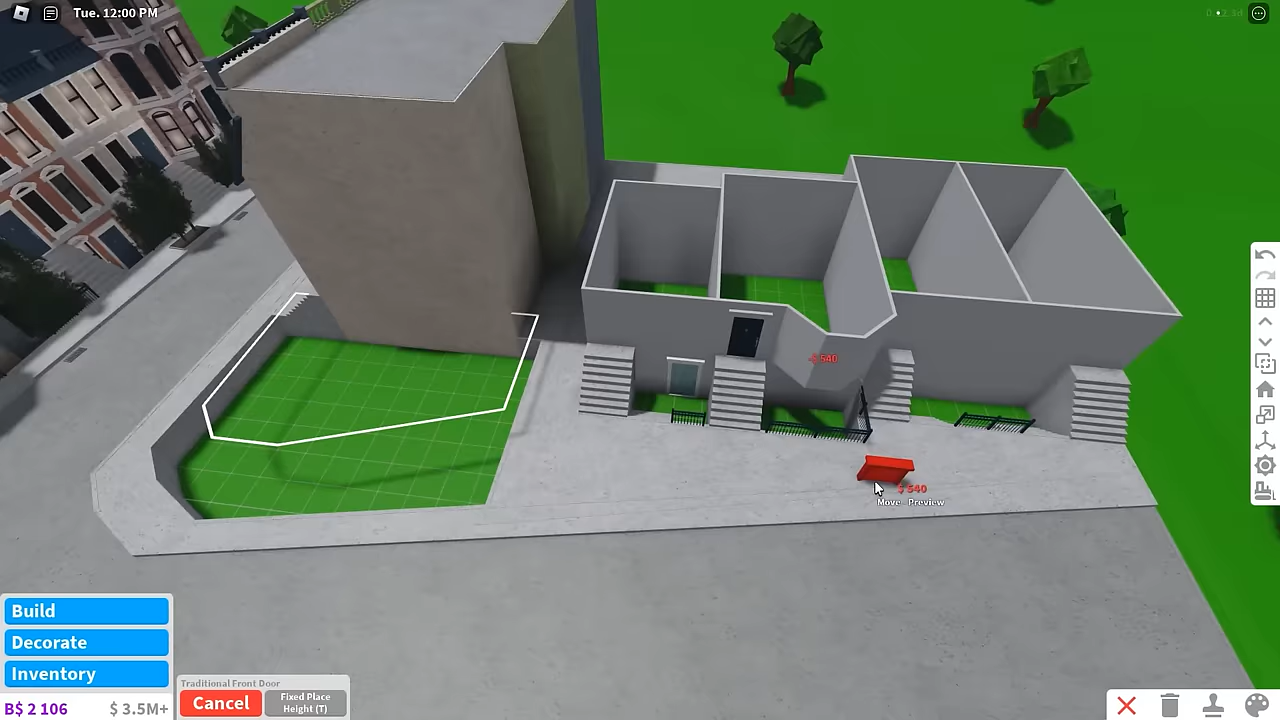 Tue. 12:00 PM
-$540
$ 540
Move - Preview
Build
Decorate
Inventory
B$ 2 106
$ 3.5M+
Traditional Front Door
Cancel
Fixed Place
Height (T)